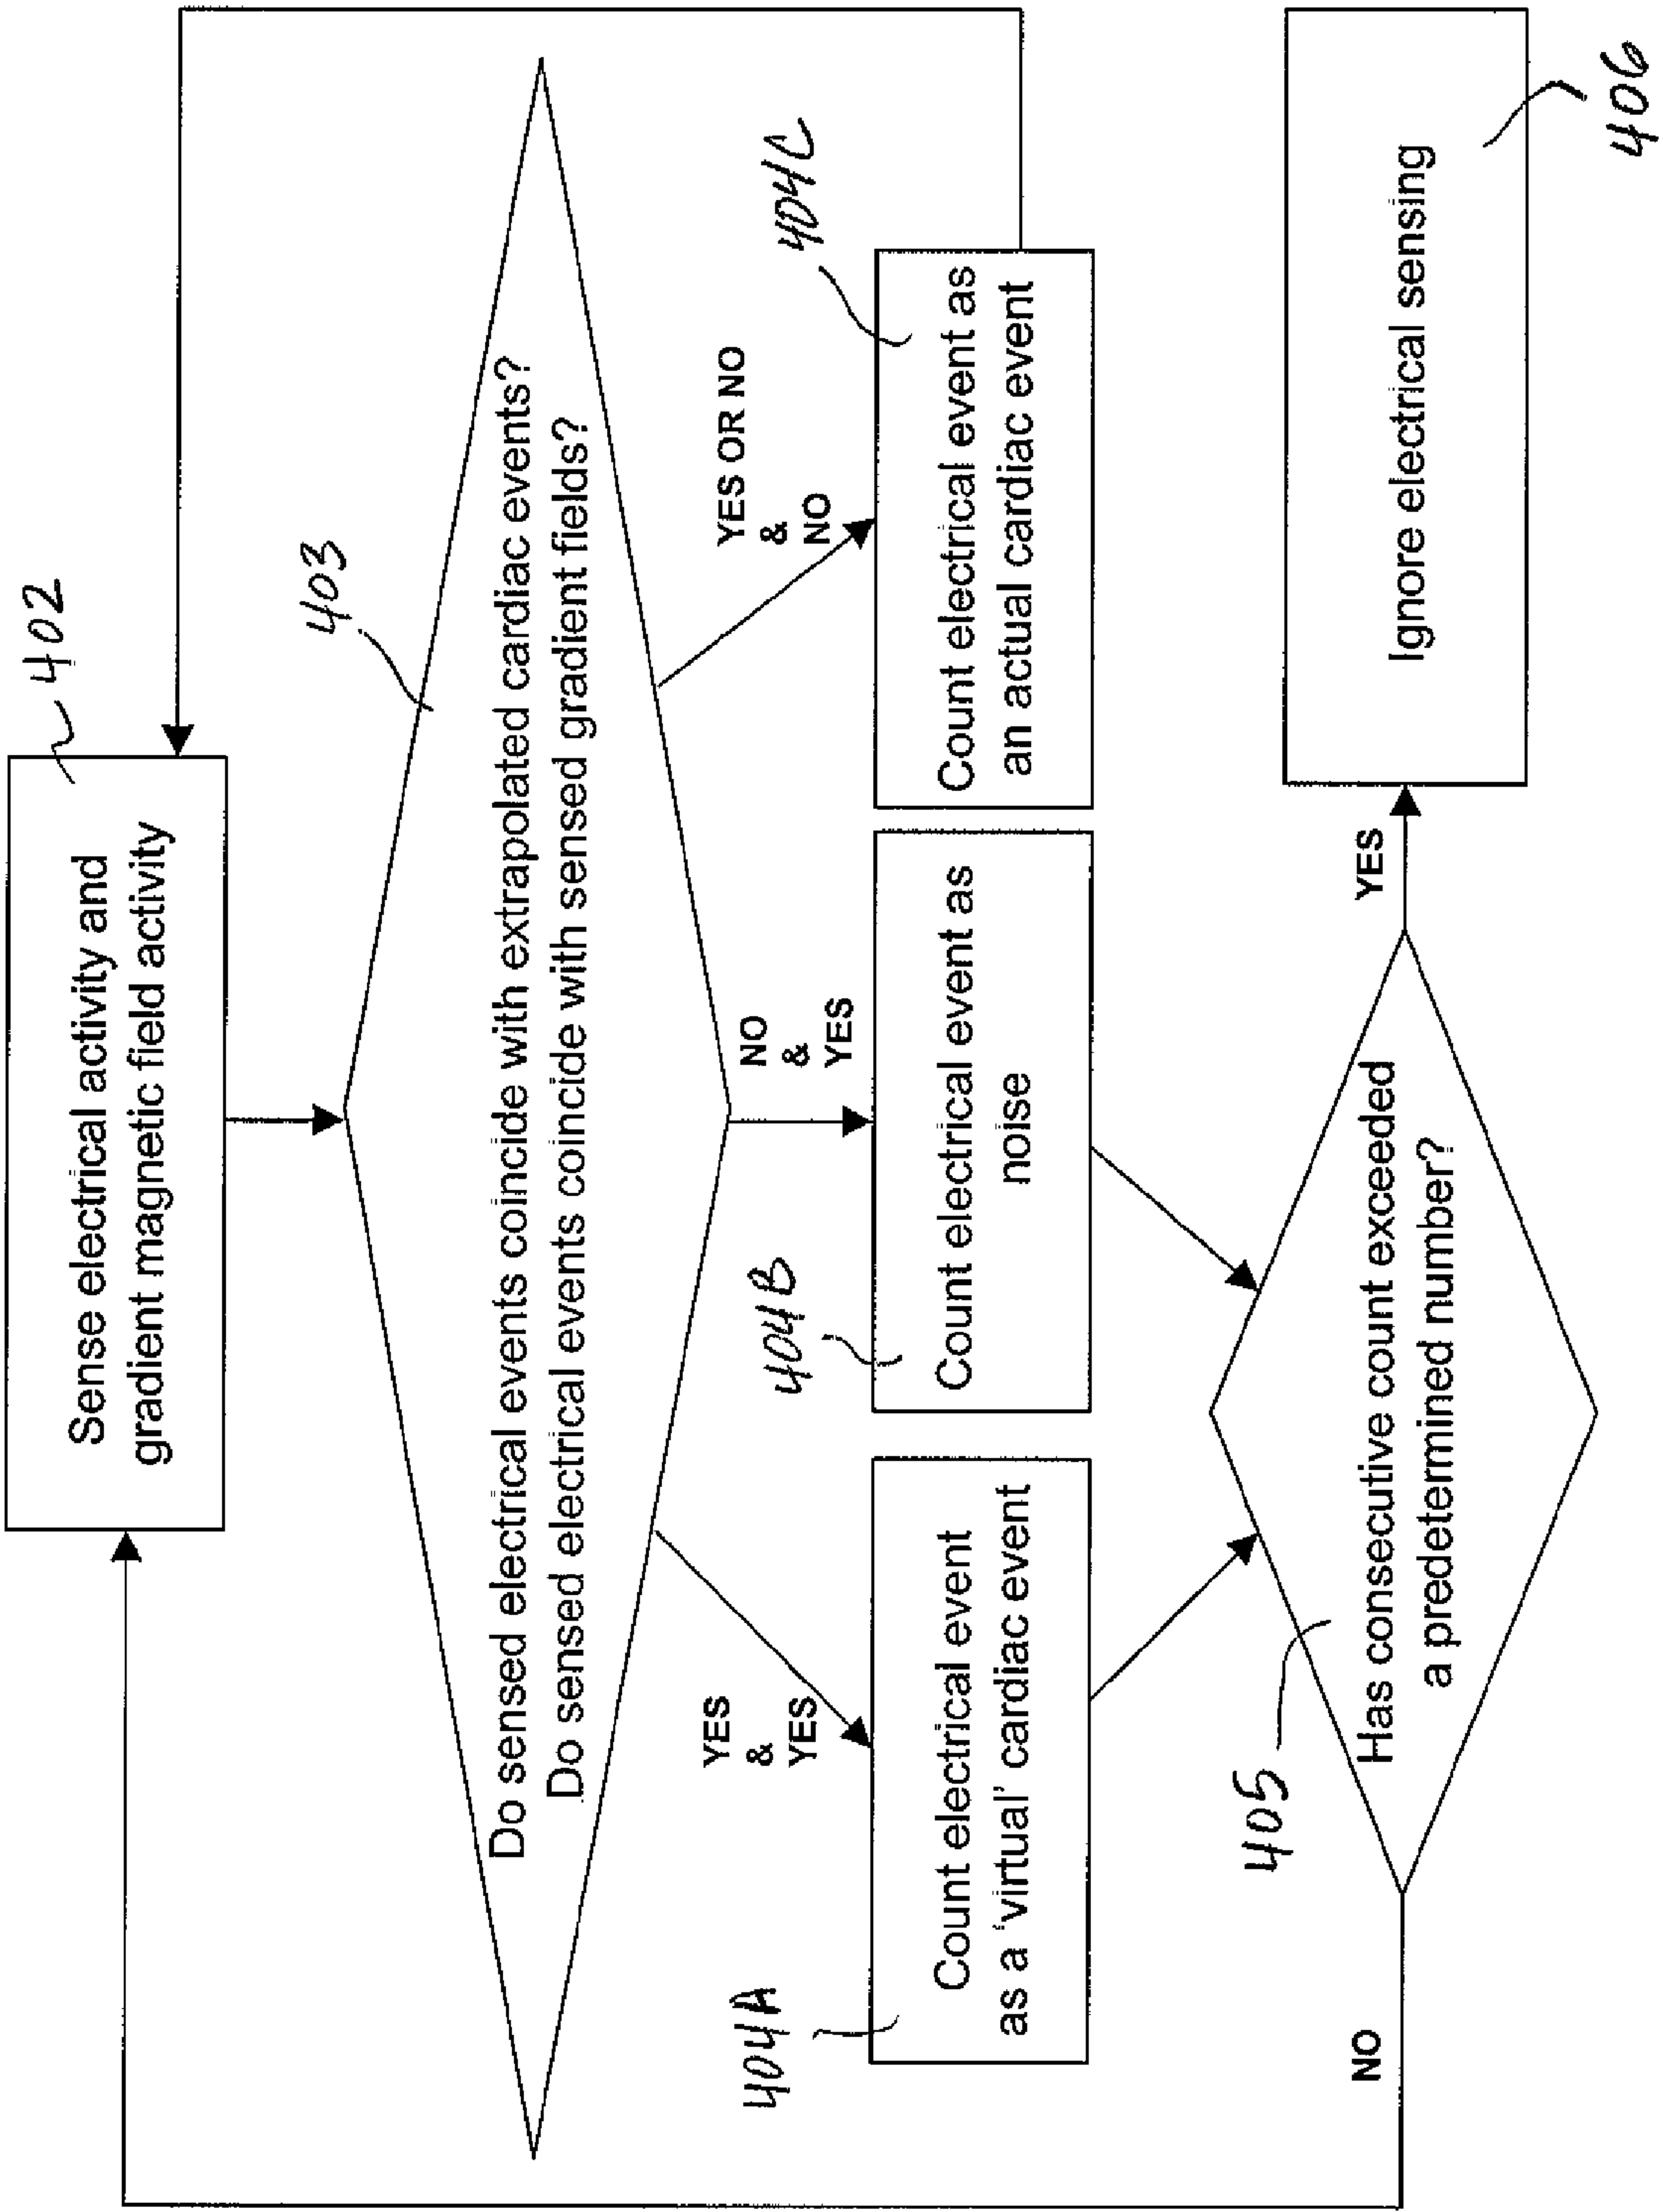 402
Sense electrical activity and
gradient magnetic field activity
403
Do sensed electrical events coincide with extrapolated cardiac events?
Do sensed electrical events coincide with sensed gradient fields?
YES
&
YES
NO
&
YES
YES OR NO
&
NO
404A
Count electrical event
as a 'virtual' cardiac event
404B
Count electrical event as
noise
404C
Count electrical event as
an actual cardiac event
405
Has consecutive count exceeded
a predetermined number?
NO
YES
Ignore electrical sensing
406